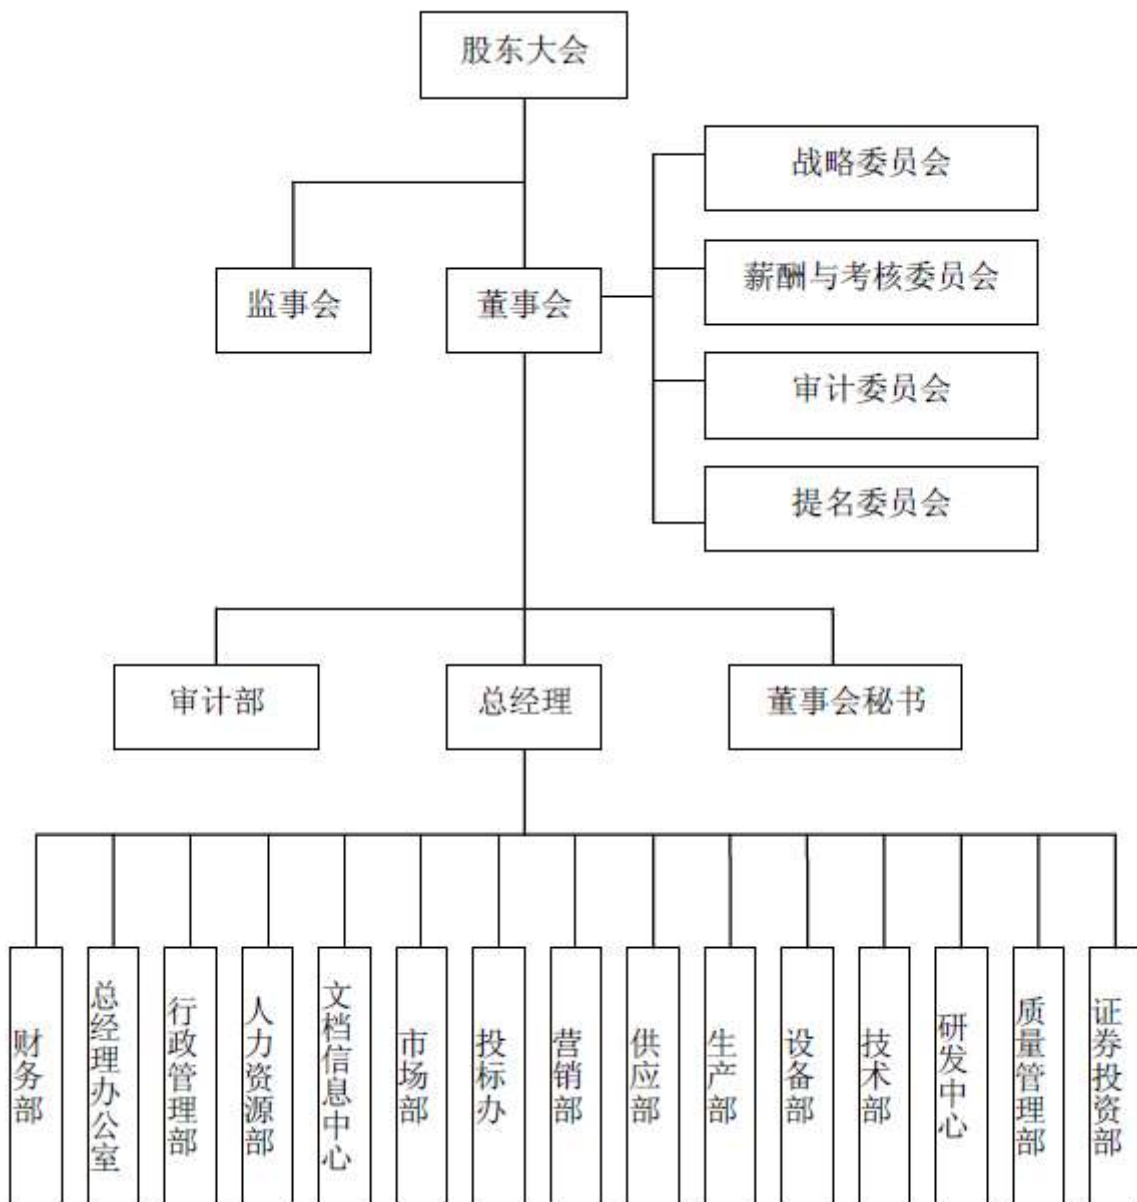 股东大会
战略委员会
薪酬与考核委员会
监事会
董事会
审计委员会
提名委员会
审计部
总经理
董事会秘书
财务部
总经理办公室
行政管理部
人力资源部
文档信息中心
市场部
投标办
营销部
供应部
生产部
设备部
技术部
研发中心
质量管理部
证券投资部